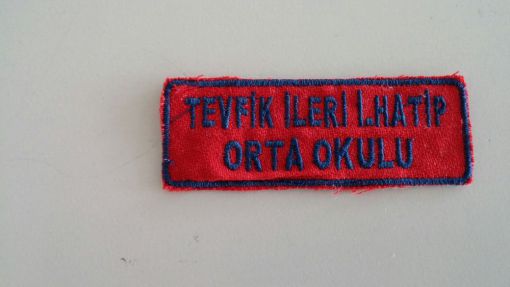 TEVFİK İLERİ İ.HATİP
ORTA OKULU